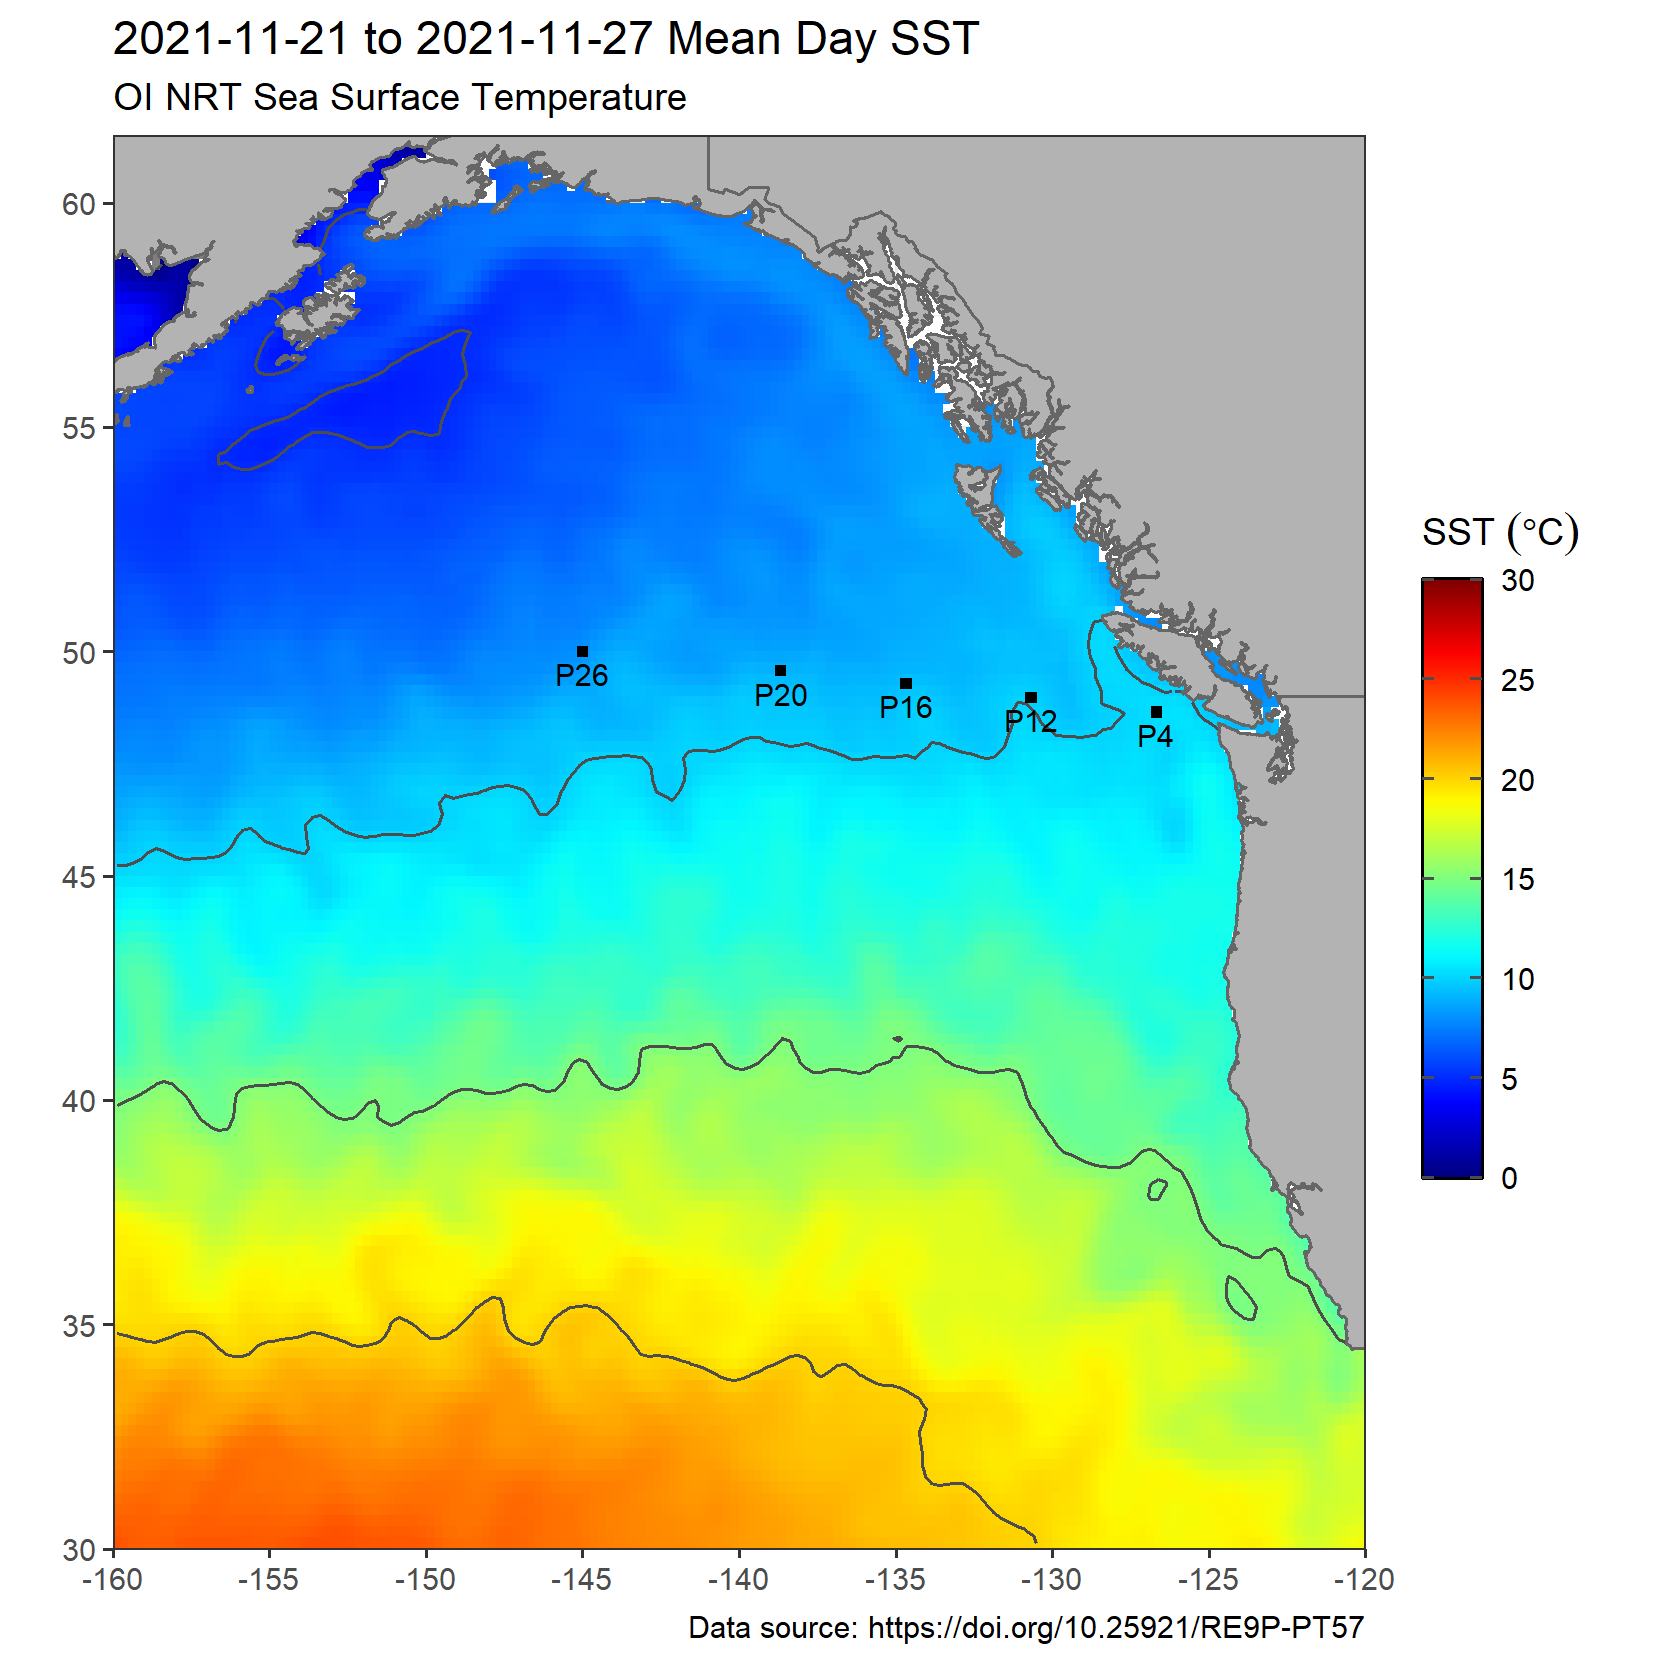 2021-11-21 to 2021-11-27 Mean Day SST
OI NRT Sea Surface Temperature
60
55
50
45
40
35
30
P26
P20
P16
P12
P4
-160
-155
-150
-145
-140
-135
-130
-125
-120
SST (°C)
30
25
20
15
10
5
0
Data source: https://doi.org/10.25921/RE9P-PT57